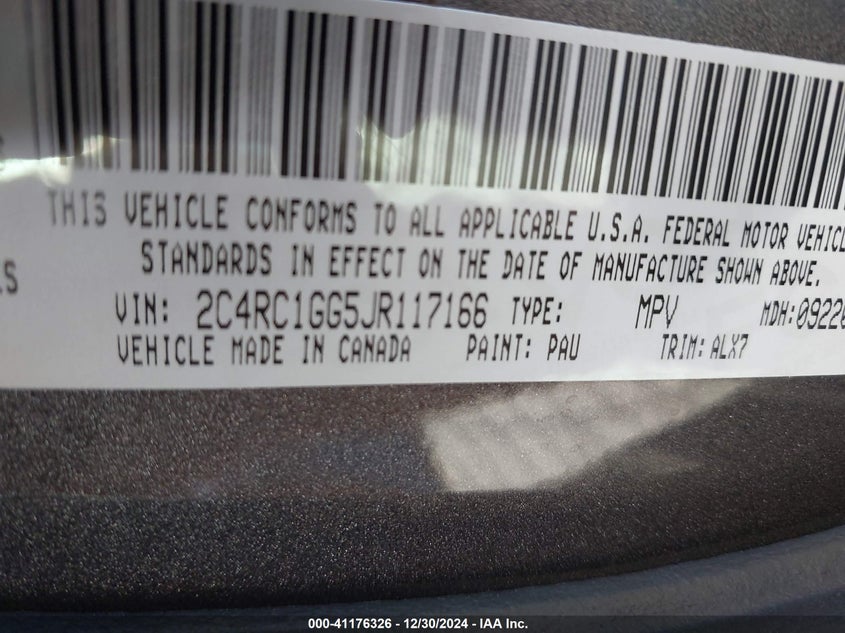 THIS VEHICLE CONFORMS TO ALL APPLICABLE U.S.A. FEDERAL MOTOR VEHICL
STANDARDS IN EFFECT ON THE DATE OF MANUFACTURE SHOWN ABOVE.
VIN: 2C4RC1GG5JR117166 TYPE: MPV MDH:0922
VEHICLE MADE IN CANADA PAINT: PAU TRIM: ALX7
000-41176326 - 12/30/2024 - IAA Inc.